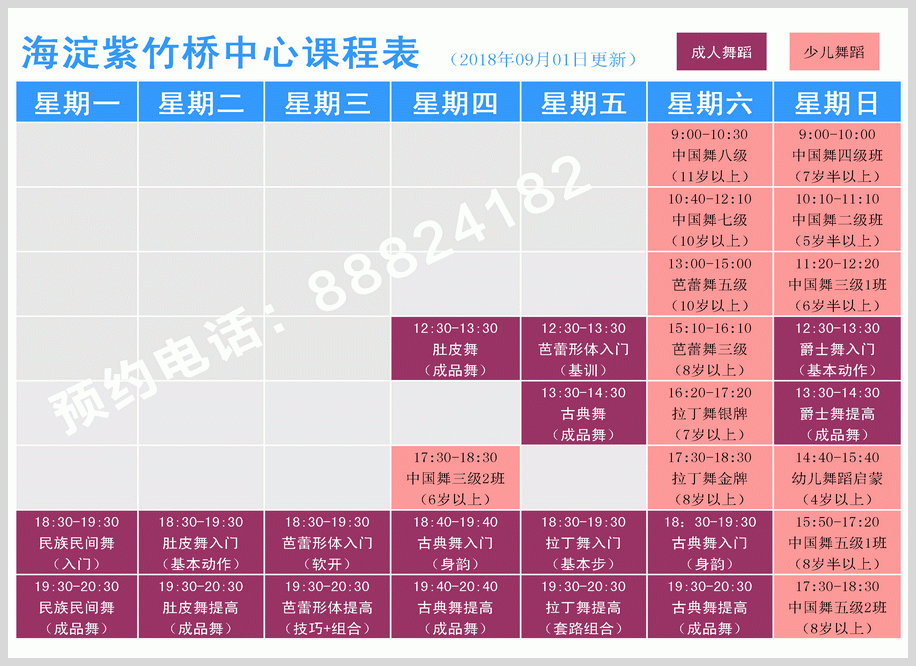 海淀紫竹桥中心课程表 （2018年09月01日更新） 成人舞蹈 少儿舞蹈
星期一 星期二 星期三 星期四 星期五 星期六 星期日
9:00-10:30 9:00-10:00
中国舞八级 中国舞四级班
（11岁以上） （7岁半以上）
10:40-12:10 10:10-11:10
中国舞七级 中国舞二级班
（10岁以上） （5岁半以上）
13:00-15:00 11:20-12:20
芭蕾舞五级 中国舞三级1班
（10岁以上） （6岁半以上）
12:30-13:30 12:30-13:30 15:10-16:10 12:30-13:30
肚皮舞 芭蕾形体入门 芭蕾舞三级 爵士舞入门
（成品舞） （基训） （8岁以上） （基本动作）
13:30-14:30 16:20-17:20 13:30-14:30
古典舞 拉丁舞银牌 爵士舞提高
（成品舞） （7岁以上） （成品舞）
17:30-18:30 17:30-18:30 14:40-15:40
中国舞三级2班 拉丁舞金牌 幼儿舞蹈启蒙
（6岁以上） （8岁以上） （4岁以上）
18:30-19:30 18:30-19:30 18:30-19:30 18:40-19:40 18:30-19:30 18：30-19:30 15:50-17:20
民族民间舞 肚皮舞入门 芭蕾形体入门 古典舞入门 拉丁舞入门 古典舞入门 中国舞五级1班
（入门） （基本动作） （软开） （身韵） （基本步） （身韵） （8岁半以上）
19:30-20:30 19:30-20:30 19:30-20:30 19:40-20:40 19:30-20:30 19:30-20:30 17:30-18:30
民族民间舞 肚皮舞提高 芭蕾形体提高 古典舞提高 拉丁舞提高 古典舞提高 中国舞五级2班
（成品舞） （成品舞） （技巧+组合） （成品舞） （套路组合） （成品舞） （8岁以上）
预约电话：88824182